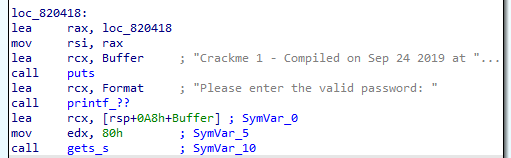 loc_820418:
lea rax, loc_820418
mov rsi, rax
lea rcx, Buffer ; "Crackme 1 - Compiled on Sep 24 2019 at "...
call puts
lea rcx, Format ; "Please enter the valid password: "
call printf_??
lea rcx, [rsp+0A8h+Buffer] ; SymVar_0
mov edx, 80h ; SymVar_5
call gets_s ; SymVar_10